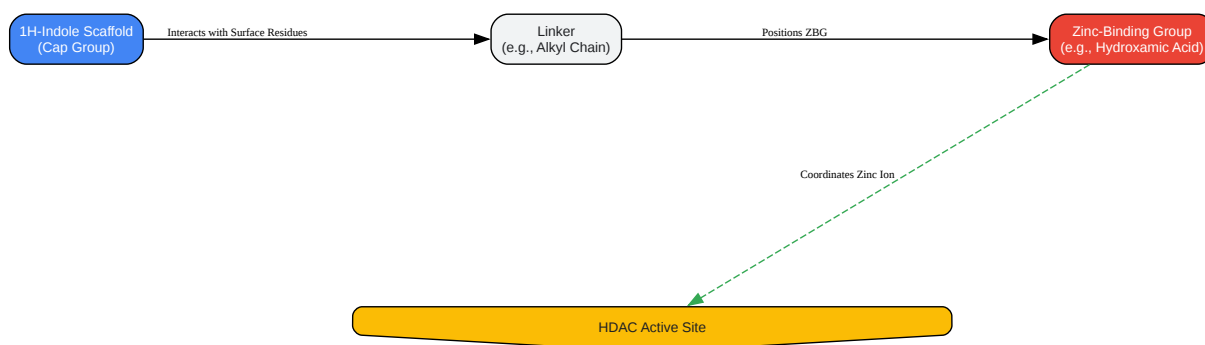 1H-Indole Scaffold
(Cap Group)
Interacts with Surface Residues
Linker
(e.g., Alkyl Chain)
Positions ZBG
Zinc-Binding Group
(e.g., Hydroxamic Acid)
Coordinates Zinc Ion
HDAC Active Site